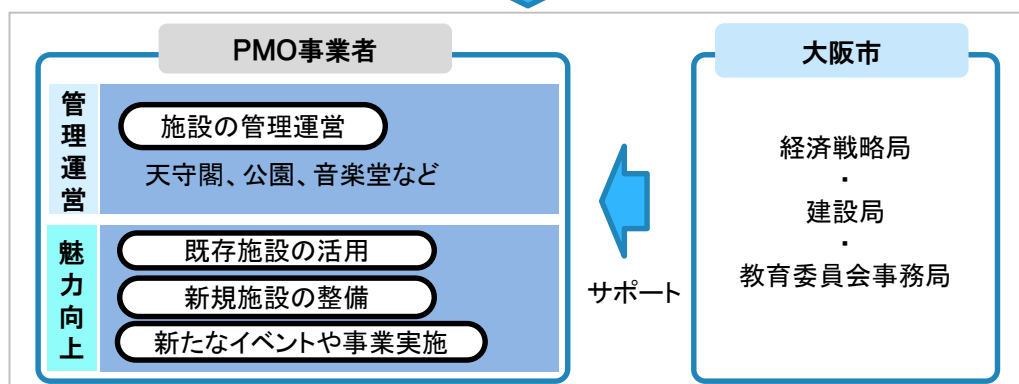 PMO事業者
管理運営
施設の管理運営
天守閣、公園、音楽堂など
魅力向上
既存施設の活用
新規施設の整備
新たなイベントや事業実施
サポート
大阪市
経済戦略局
・
建設局
・
教育委員会事務局